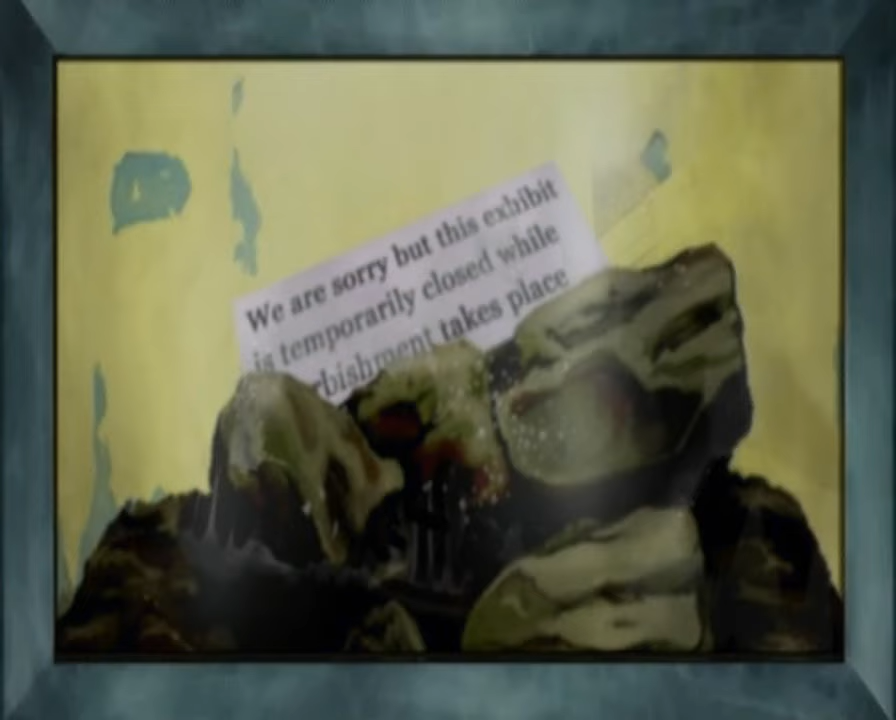 We are sorry but this exhibit
is temporarily closed while
takes place